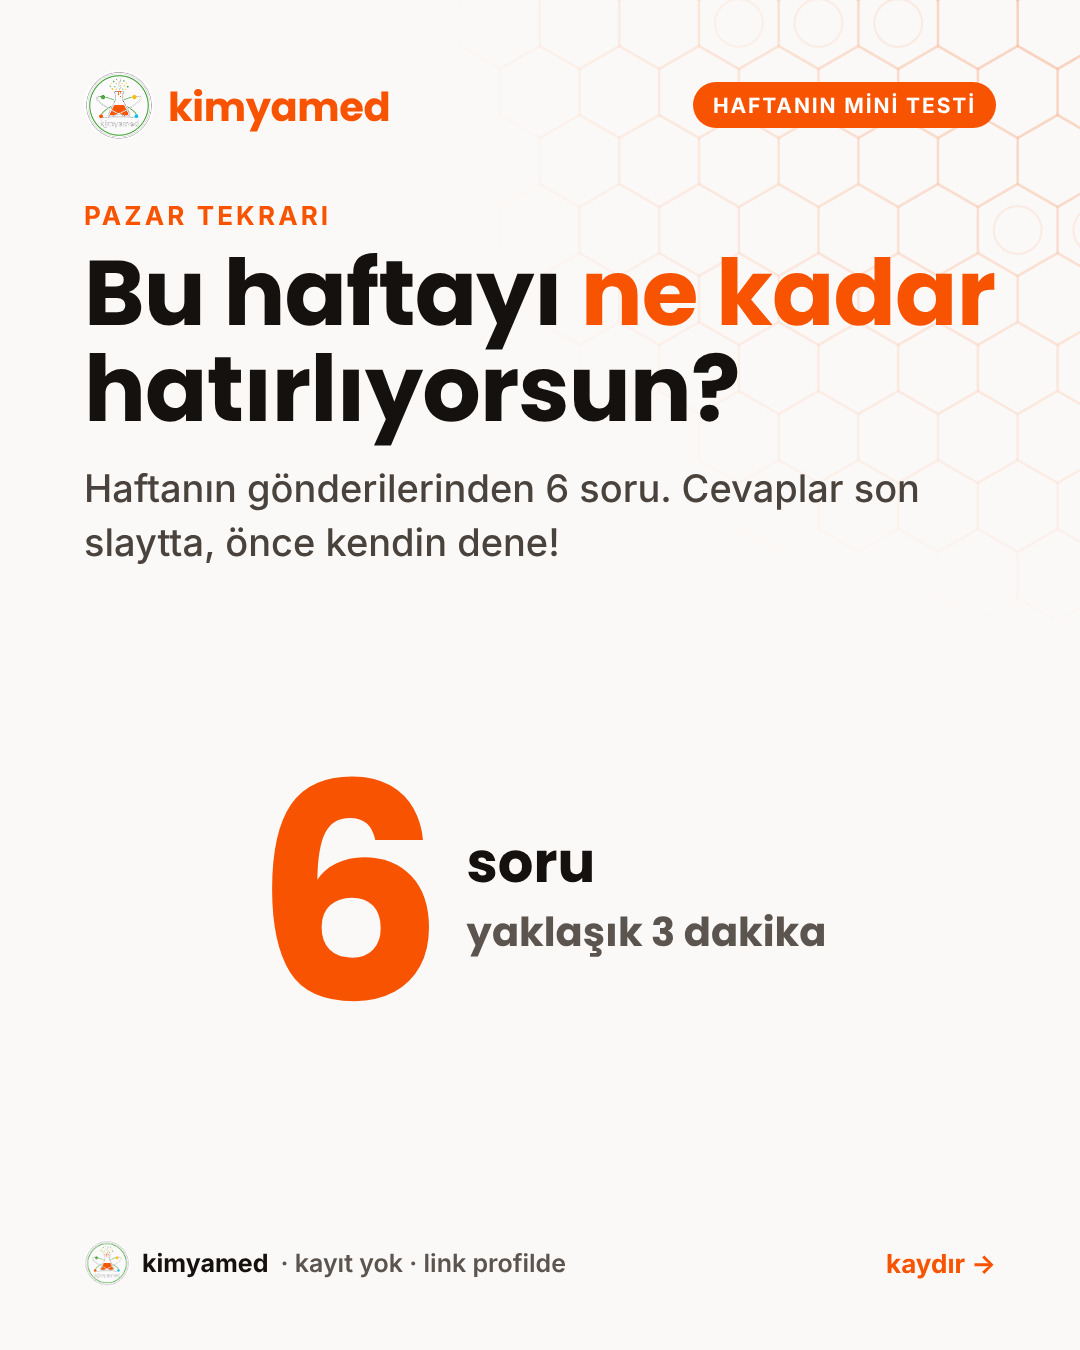 kimyamed
HAFTANIN MİNİ TESTİ
PAZAR TEKRARI
Bu haftayı ne kadar
hatırlıyorsun?
Haftanın gönderilerinden 6 soru. Cevaplar son
slaytta, önce kendin dene!
6
soru
yaklaşık 3 dakika
kimyamed · kayıt yok · link profilde
kaydır →